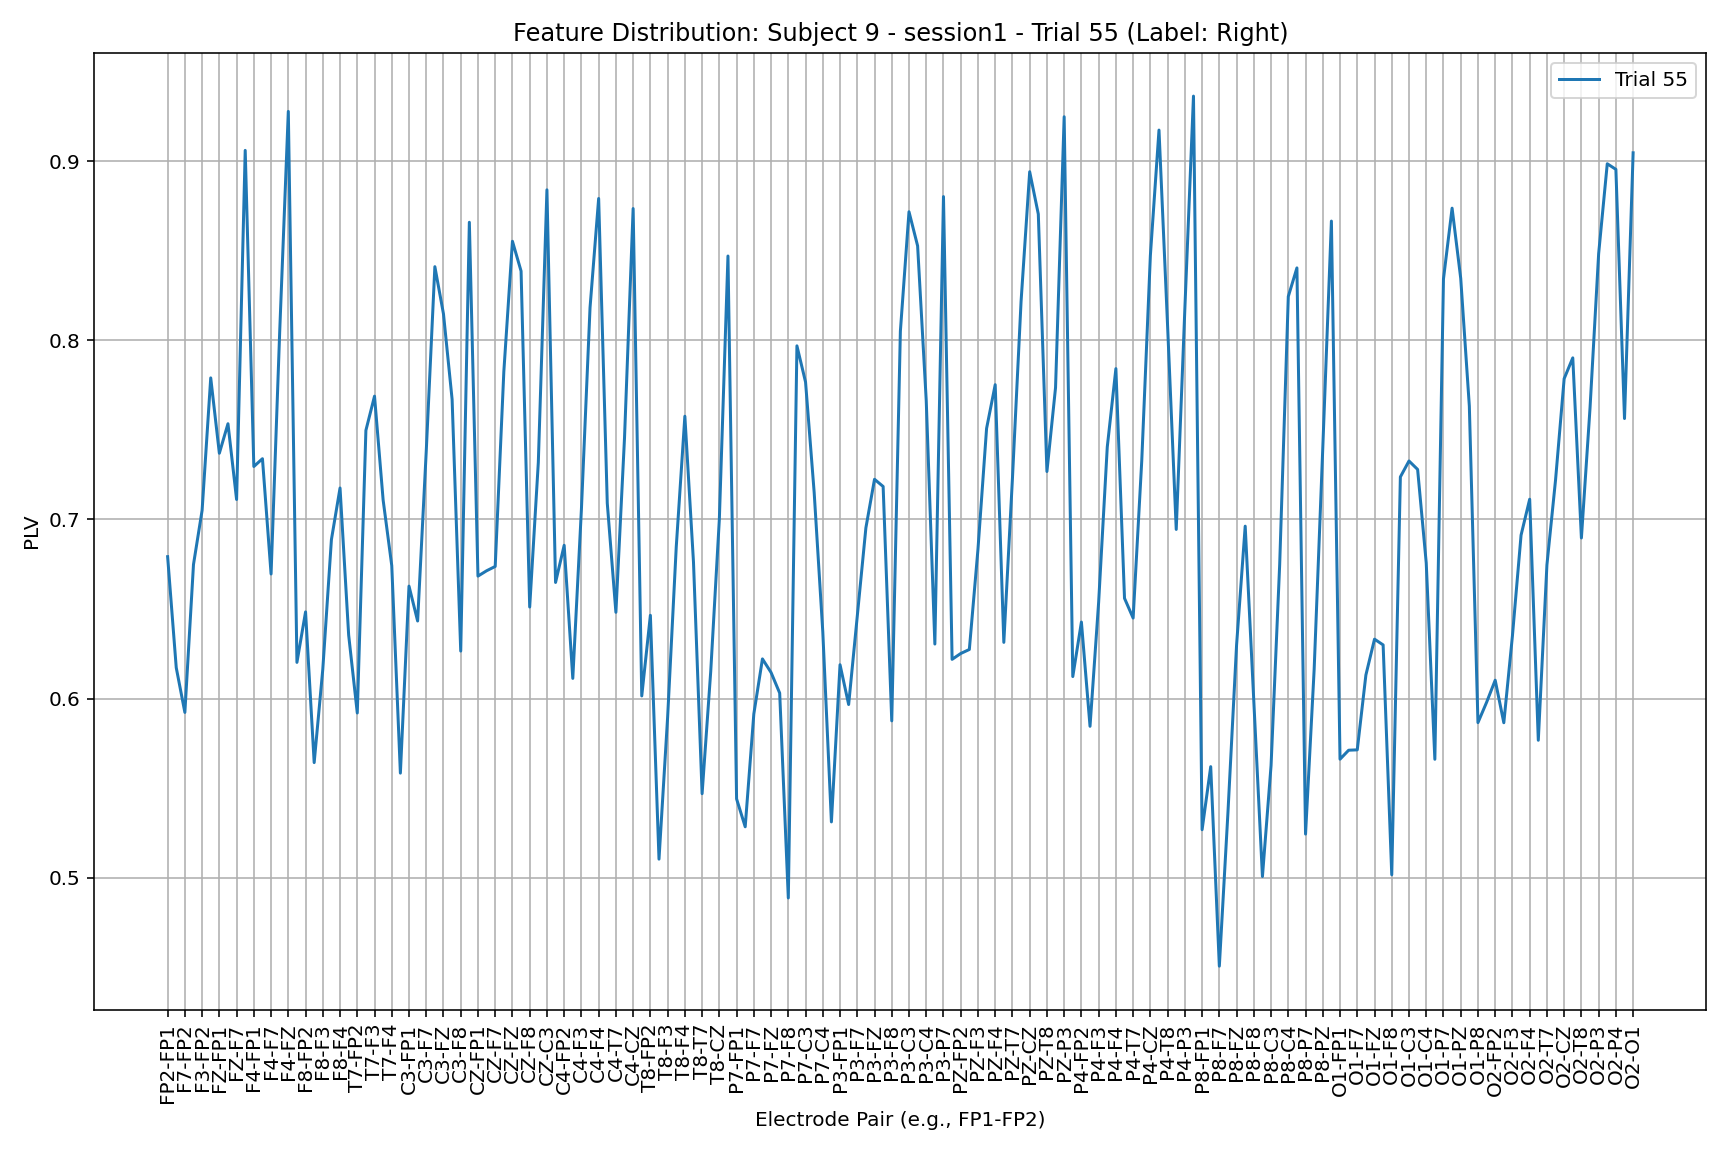 Feature Distribution: Subject 9 - session1 - Trial 55 (Label: Right)
Trial 55
PLV
0.9
0.8
0.7
0.6
0.5
FP2-FP1
F7-FP2
F3-FP2
FZ-FP1
FZ-F7
F4-FP1
F4-F7
F4-FZ
F8-FP2
F8-F3
F8-F4
T7-FP2
T7-F3
T7-F4
C3-FP1
C3-F7
C3-FZ
C3-F8
CZ-FP1
CZ-F7
CZ-FZ
CZ-F8
CZ-C3
C4-FP2
C4-F3
C4-F4
C4-T7
C4-CZ
T8-FP2
T8-F3
T8-F4
T8-T7
T8-CZ
P7-FP1
P7-F7
P7-FZ
P7-F8
P7-C3
P7-C4
P3-FP1
P3-F7
P3-FZ
P3-F8
P3-C3
P3-C4
P3-P7
PZ-FP2
PZ-F3
PZ-F4
PZ-T7
PZ-CZ
PZ-T8
PZ-P3
P4-FP2
P4-F3
P4-F4
P4-T7
P4-CZ
P4-T8
P4-P3
P8-FP1
P8-F7
P8-FZ
P8-F8
P8-C3
P8-C4
P8-P7
P8-PZ
O1-FP1
O1-F7
O1-FZ
O1-F8
O1-C3
O1-C4
O1-P7
O1-PZ
O1-P8
O2-FP2
O2-F3
O2-F4
O2-T7
O2-CZ
O2-T8
O2-P3
O2-P4
O2-O1
Electrode Pair (e.g., FP1-FP2)